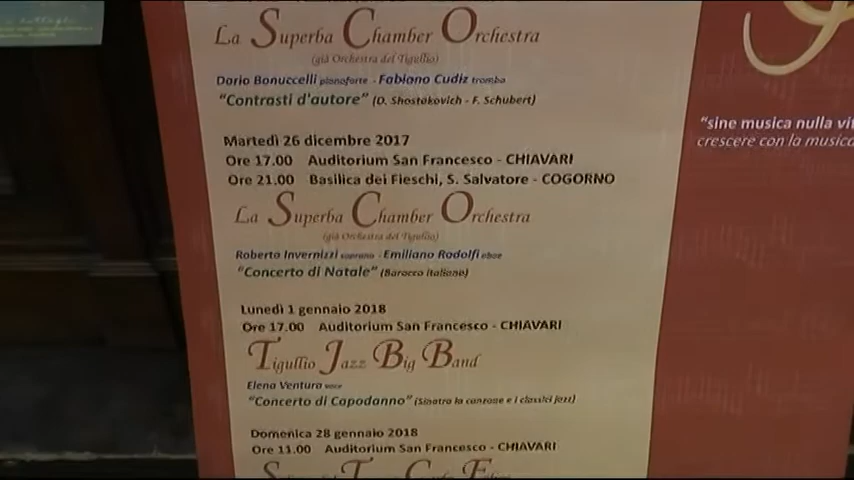 La Superba Chamber Orchestra
(già Orchestra del Tigullio)
Dario Bonuccelli pianoforte - Fabiano Cudiz tromba
"Contrasti d'autore" (D. Shostakovich - F. Schubert)
Martedì 26 dicembre 2017
Ore 17.00 Auditorium San Francesco - CHIAVARI
Ore 21.00 Basilica dei Fieschi, S. Salvatore - COGORNO
La Superba Chamber Orchestra
(già Orchestra del Tigullio)
Roberta Invernizzi soprano - Emiliano Rodolfi oboe
"Concerto di Natale" (Barocco italiano)
Lunedì 1 gennaio 2018
Ore 17.00 Auditorium San Francesco - CHIAVARI
Tigullio Jazz Big Band
Elena Ventura voce
"Concerto di Capodanno" (Sinatra la canzone e i classici jazz)
Domenica 28 gennaio 2018
Ore 11.00 Auditorium San Francesco - CHIAVARI
"sine musica nulla vit
crescere con la musica